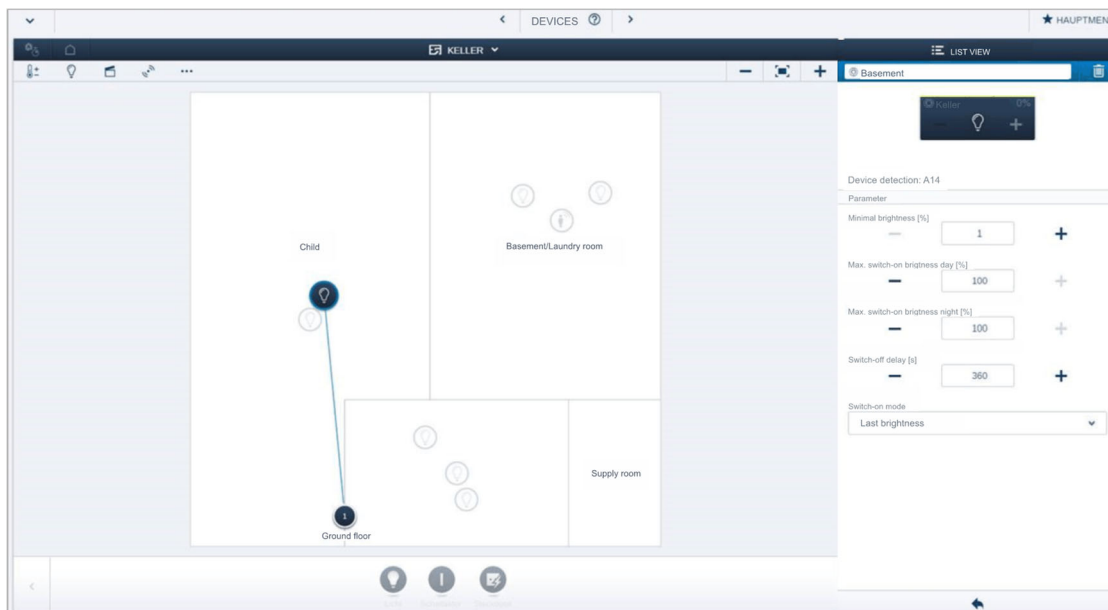 DEVICES
HAUPTMEN
KELLER
LIST VIEW
Basement
Keller 0%
Device detection: A14
Parameter
Minimal brightness [%]
1
Max. switch-on brigtness day [%]
100
Max. switch-on brigtness night [%]
100
Switch-off delay [s]
360
Switch-on mode
Last brightness
Child
Basement/Laundry room
Supply room
1
Ground floor